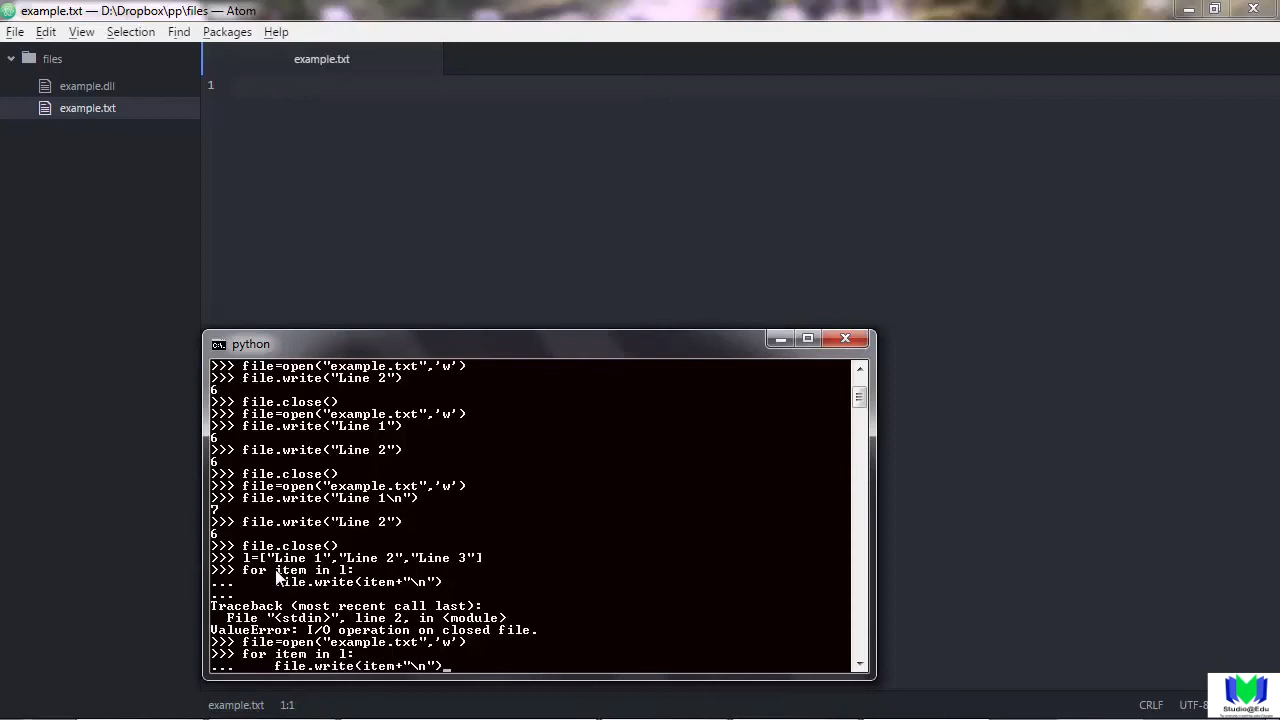 example.txt — D:\Dropbox\pp\files — Atom
File Edit View Selection Find Packages Help
files
example.dll
example.txt
example.txt
1
python
>>> file=open("example.txt",'w')
>>> file.write("Line 2")
6
>>> file.close()
>>> file=open("example.txt",'w')
>>> file.write("Line 1")
6
>>> file.write("Line 2")
6
>>> file.close()
>>> file=open("example.txt",'w')
>>> file.write("Line 1\n")
7
>>> file.write("Line 2")
6
>>> file.close()
>>> l=["Line 1","Line 2","Line 3"]
>>> for item in l:
...     file.write(item+"\n")
...
Traceback (most recent call last):
  File "<stdin>", line 2, in <module>
ValueError: I/O operation on closed file.
>>> file=open("example.txt",'w')
>>> for item in l:
...     file.write(item+"\n")
example.txt 1:1
CRLF UTF-8
Studio@Edu